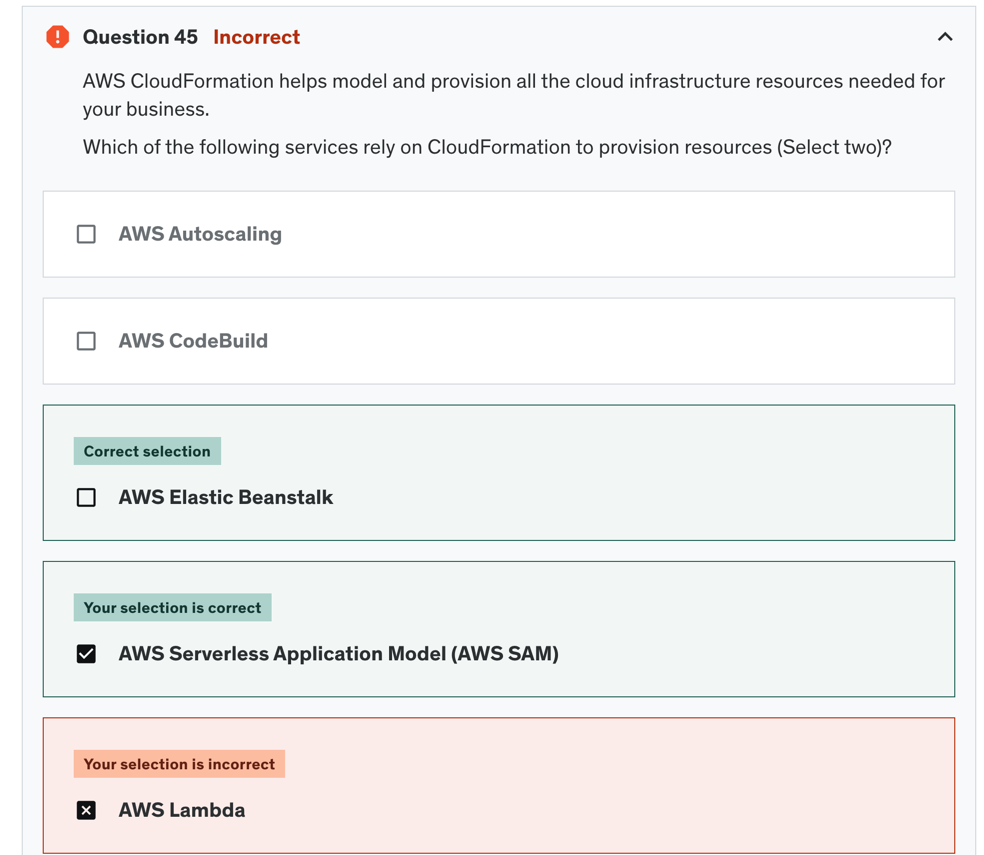 Question 45 Incorrect
AWS CloudFormation helps model and provision all the cloud infrastructure resources needed for
your business.
Which of the following services rely on CloudFormation to provision resources (Select two)?
AWS Autoscaling
AWS CodeBuild
Correct selection
AWS Elastic Beanstalk
Your selection is correct
AWS Serverless Application Model (AWS SAM)
Your selection is incorrect
AWS Lambda